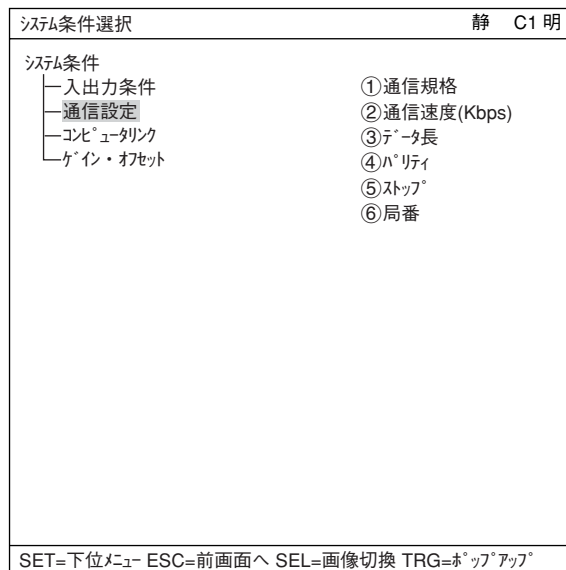 ｼｽﾃﾑ条件選択 静 C1 明
ｼｽﾃﾑ条件
入出力条件
通信設定
ｺﾝﾋﾟｭｰﾀﾘﾝｸ
ｹﾞｲﾝ・ｵﾌｾｯﾄ
①通信規格
②通信速度(Kbps)
③ﾃﾞｰﾀ長
④ﾊﾟﾘﾃｨ
⑤ｽﾄｯﾌﾟ
⑥局番
SET=下位ﾒﾆｭｰ ESC=前画面へ SEL=画像切換 TRG=ﾎﾟｯﾌﾟｱｯﾌﾟ